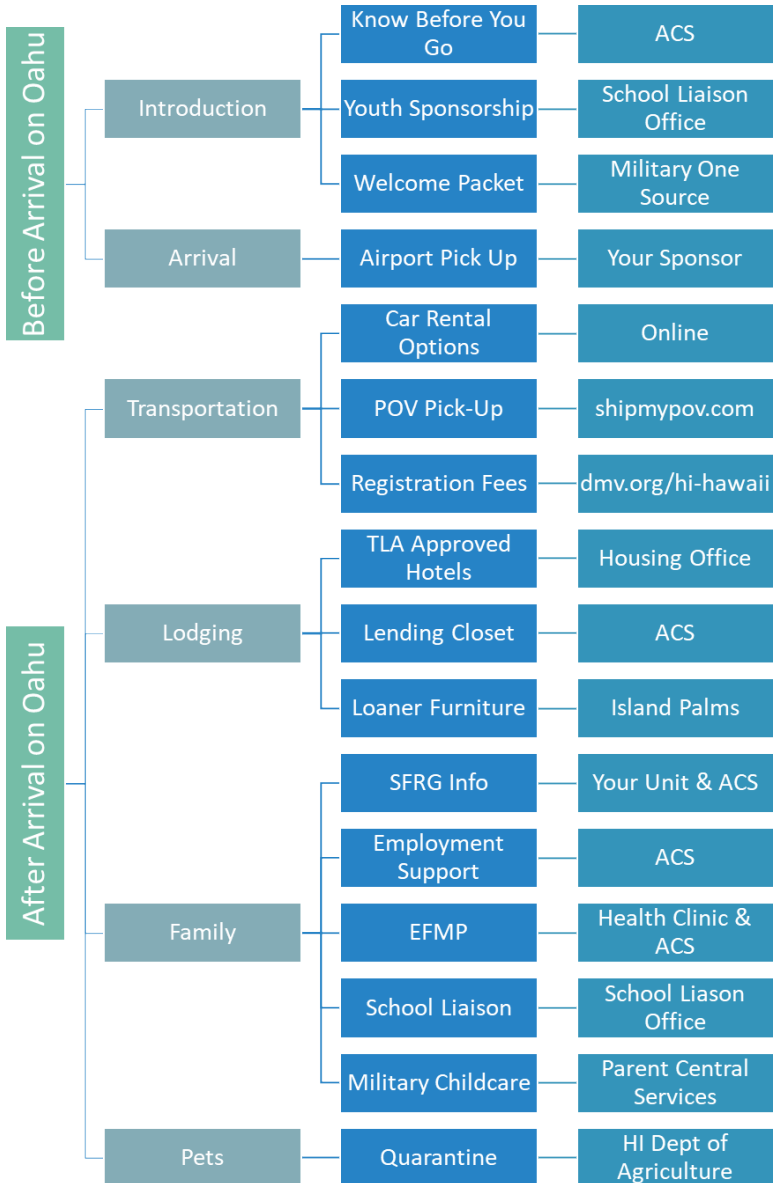 Before Arrival on Oahu
Introduction
Know Before You
Go
ACS
Youth Sponsorship
School Liaison
Office
Welcome Packet
Military One
Source
Arrival
Airport Pick Up
Your Sponsor
After Arrival on Oahu
Transportation
Car Rental
Options
Online
POV Pick-Up
shipmypov.com
Registration Fees
dmv.org/hi-hawaii
Lodging
TLA Approved
Hotels
Housing Office
Lending Closet
ACS
Loaner Furniture
Island Palms
Family
SFRG Info
Your Unit & ACS
Employment
Support
ACS
EFMP
Health Clinic &
ACS
School Liaison
School Liason
Office
Military Childcare
Parent Central
Services
Pets
Quarantine
HI Dept of
Agriculture